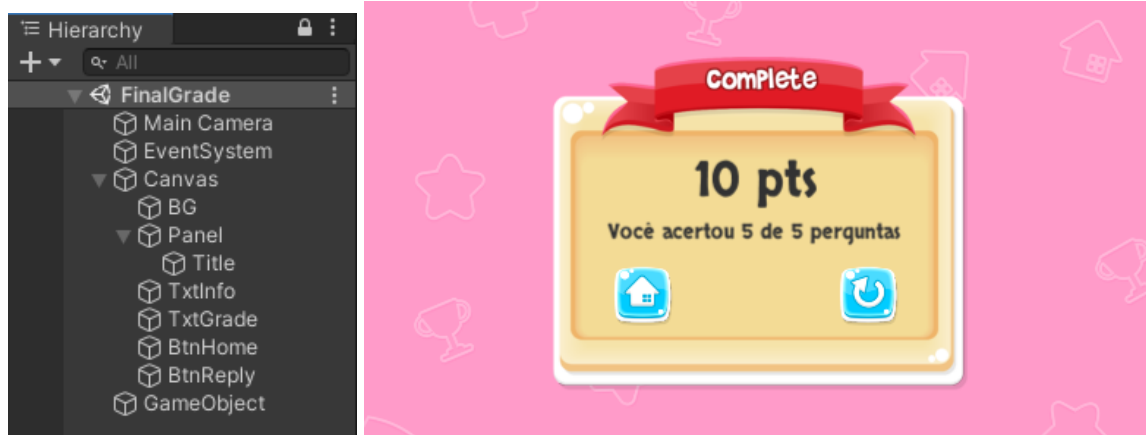 Hierarchy
All
FinalGrade
Main Camera
EventSystem
Canvas
BG
Panel
Title
TxtInfo
TxtGrade
BtnHome
BtnReply
GameObject
Complete
10 pts
Você acertou 5 de 5 perguntas